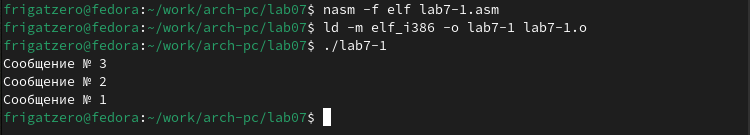 frigatzero@fedora:~/work/arch-pc/lab07$ nasm -f elf lab7-1.asm
frigatzero@fedora:~/work/arch-pc/lab07$ ld -m elf_i386 -o lab7-1 lab7-1.o
frigatzero@fedora:~/work/arch-pc/lab07$ ./lab7-1
Сообщение № 3
Сообщение № 2
Сообщение № 1
frigatzero@fedora:~/work/arch-pc/lab07$